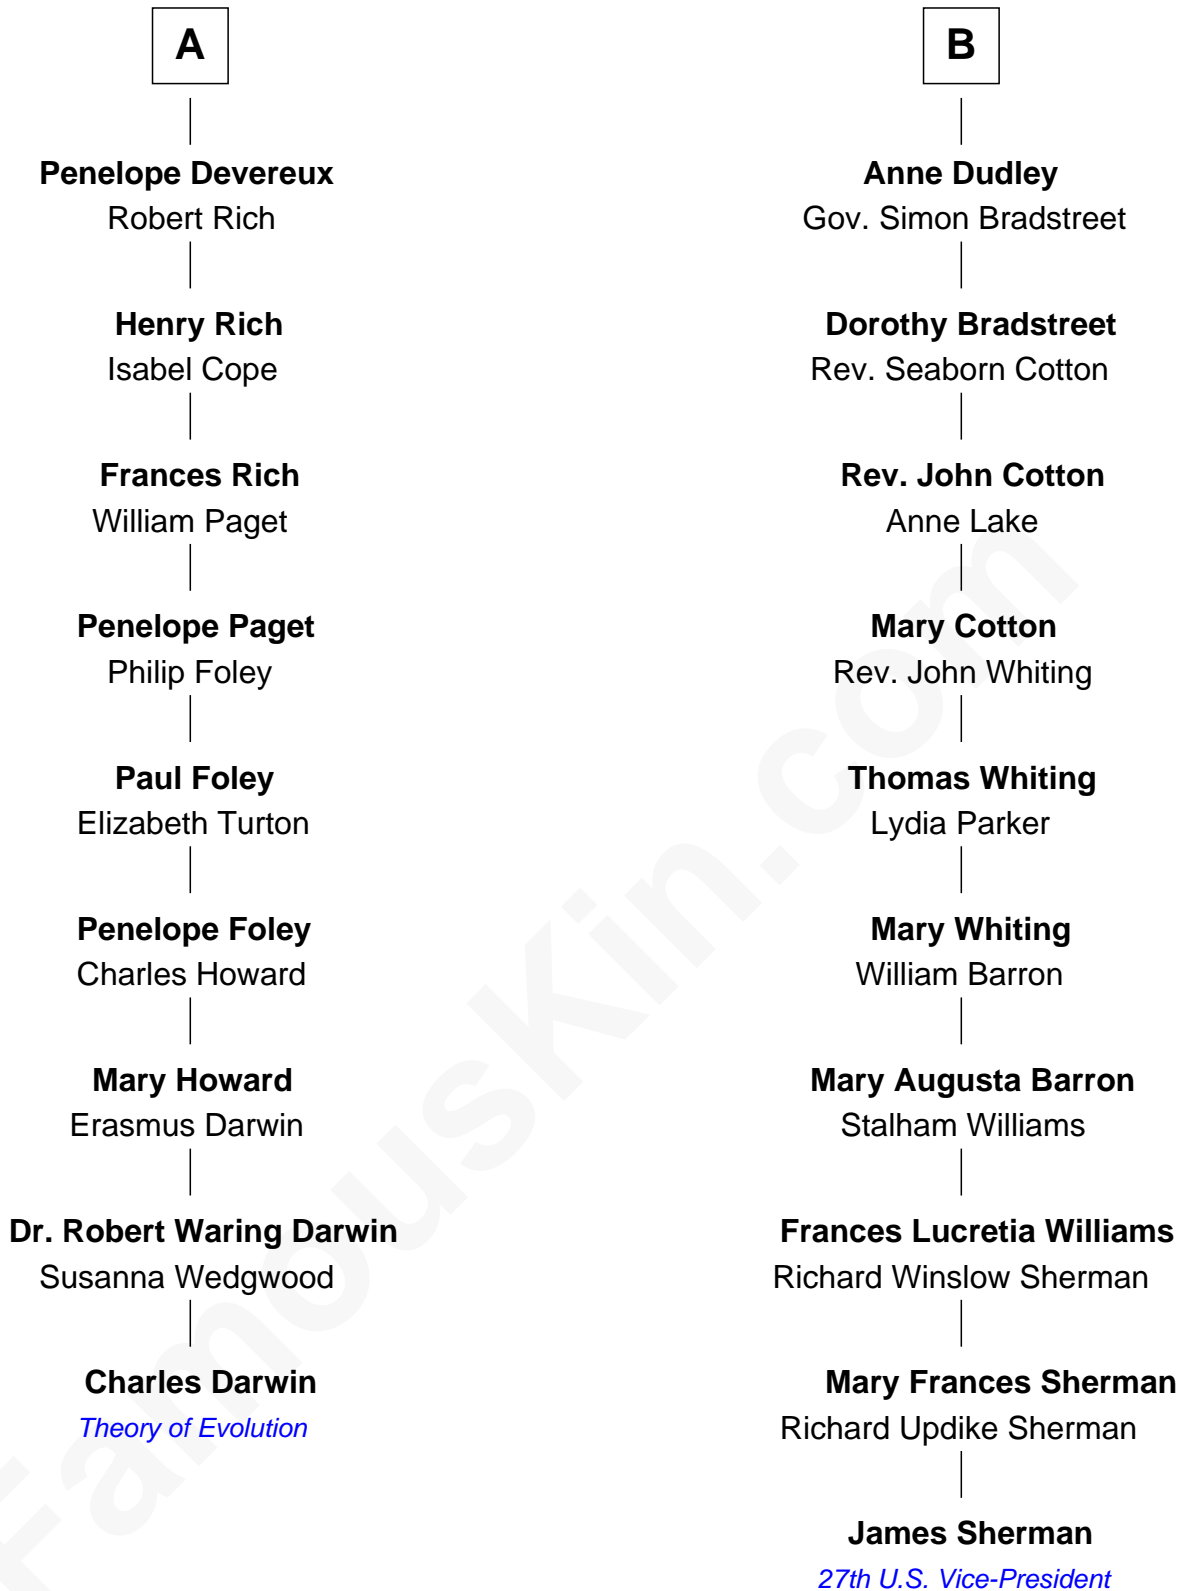 A
Penelope Devereux
Robert Rich
Henry Rich
Isabel Cope
Frances Rich
William Paget
Penelope Paget
Philip Foley
Paul Foley
Elizabeth Turton
Penelope Foley
Charles Howard
Mary Howard
Erasmus Darwin
Dr. Robert Waring Darwin
Susanna Wedgwood
Charles Darwin
Theory of Evolution
B
Anne Dudley
Gov. Simon Bradstreet
Dorothy Bradstreet
Rev. Seaborn Cotton
Rev. John Cotton
Anne Lake
Mary Cotton
Rev. John Whiting
Thomas Whiting
Lydia Parker
Mary Whiting
William Barron
Mary Augusta Barron
Stalham Williams
Frances Lucretia Williams
Richard Winslow Sherman
Mary Frances Sherman
Richard Updike Sherman
James Sherman
27th U.S. Vice-President
FamousKin.com